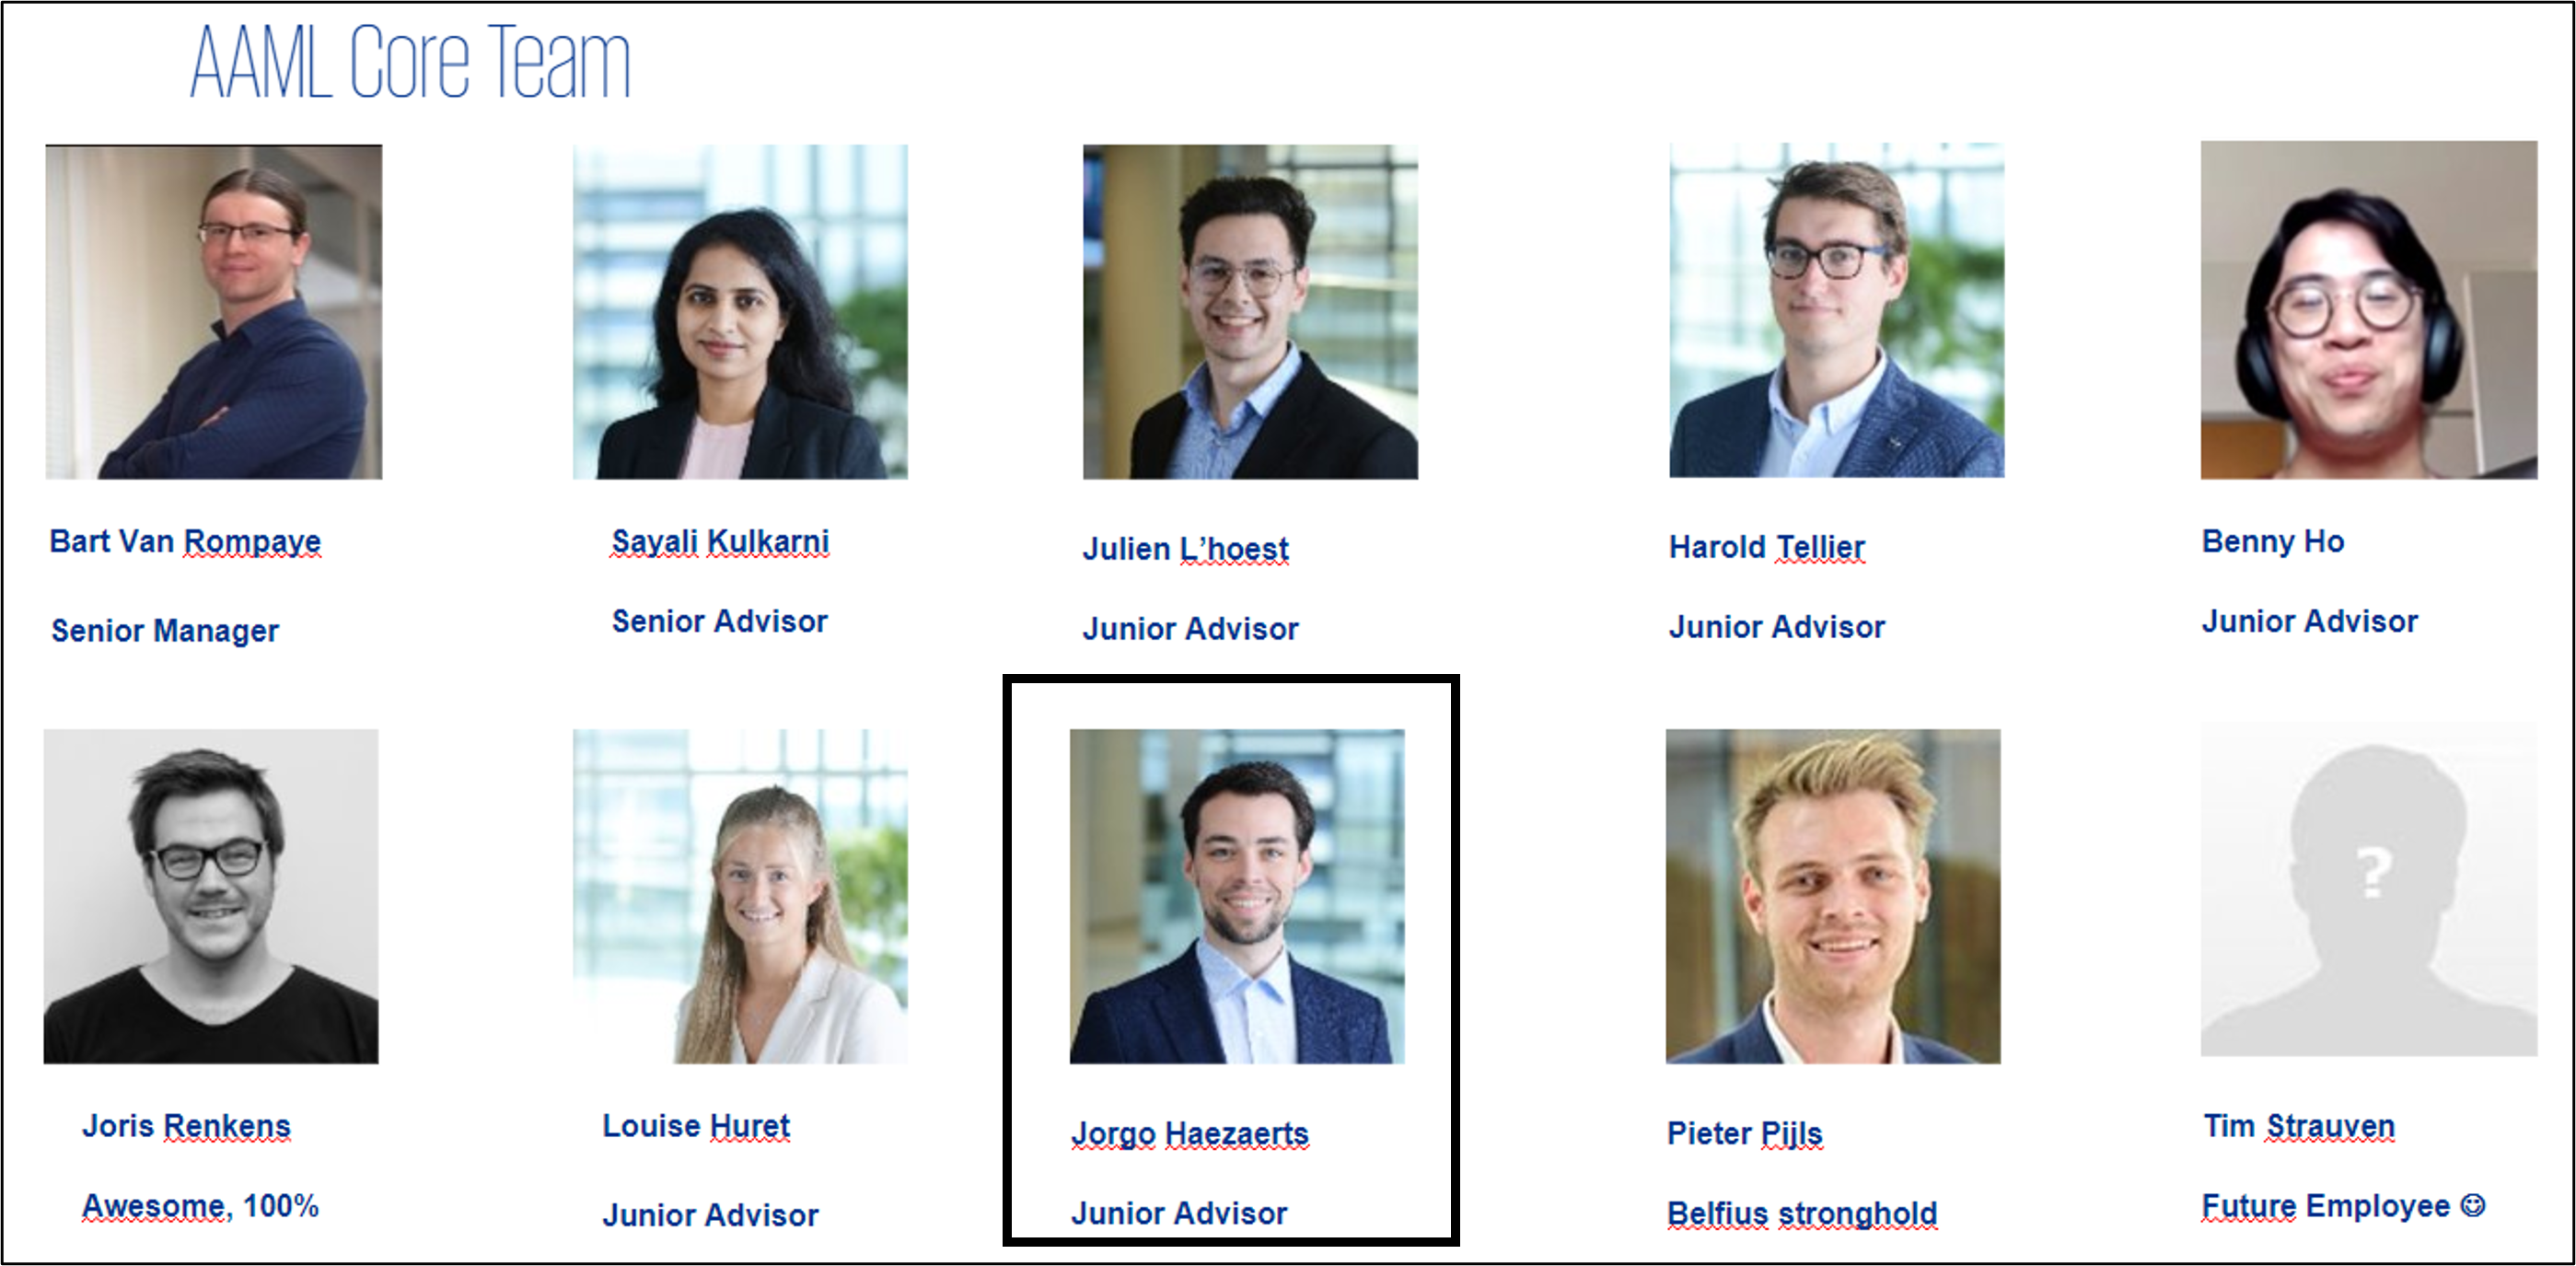 AAML Core Team
Bart Van Rompaye
Senior Manager
Sayali Kulkarni
Senior Advisor
Julien L’hoest
Junior Advisor
Harold Tellier
Junior Advisor
Benny Ho
Junior Advisor
Joris Renkens
Awesome, 100%
Louise Huret
Junior Advisor
Jorgo Haezaerts
Junior Advisor
Pieter Pijls
Belfius stronghold
?
Tim Strauven
Future Employee ☺